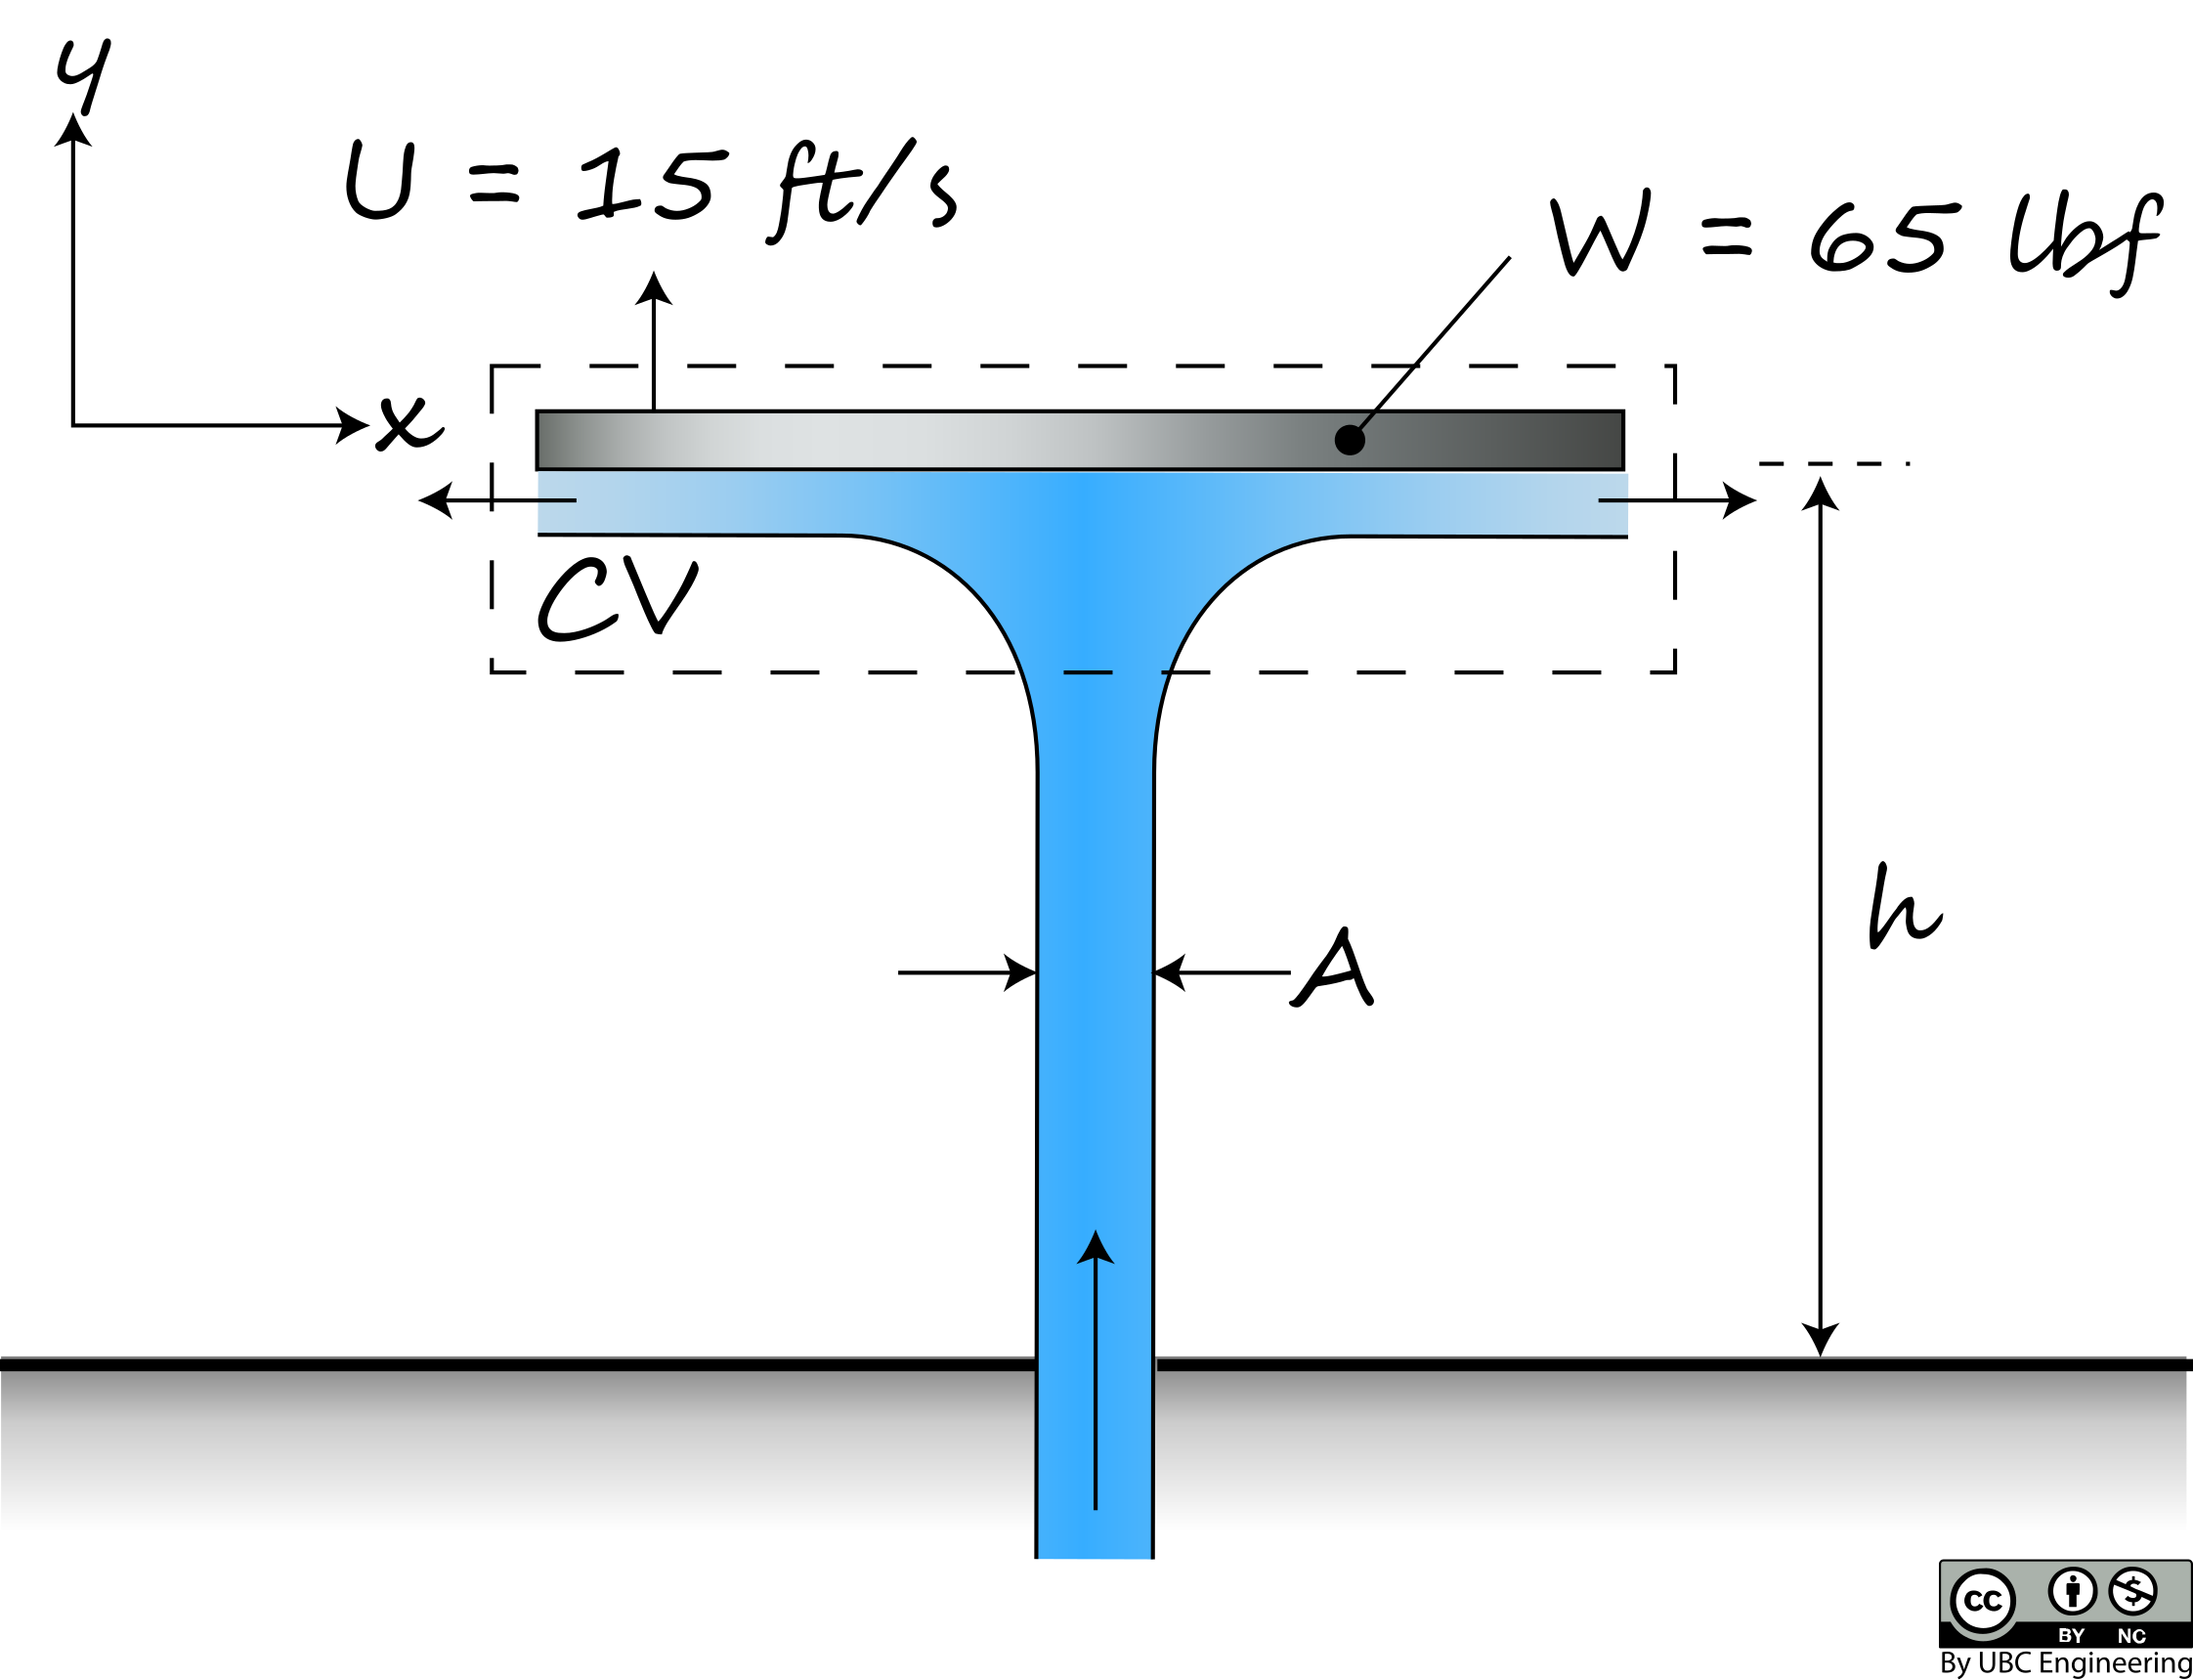 y
U = 15 ft/s
W = 65 lbf
x
CV
h
A
cc
BY NC
By UBC Engineering